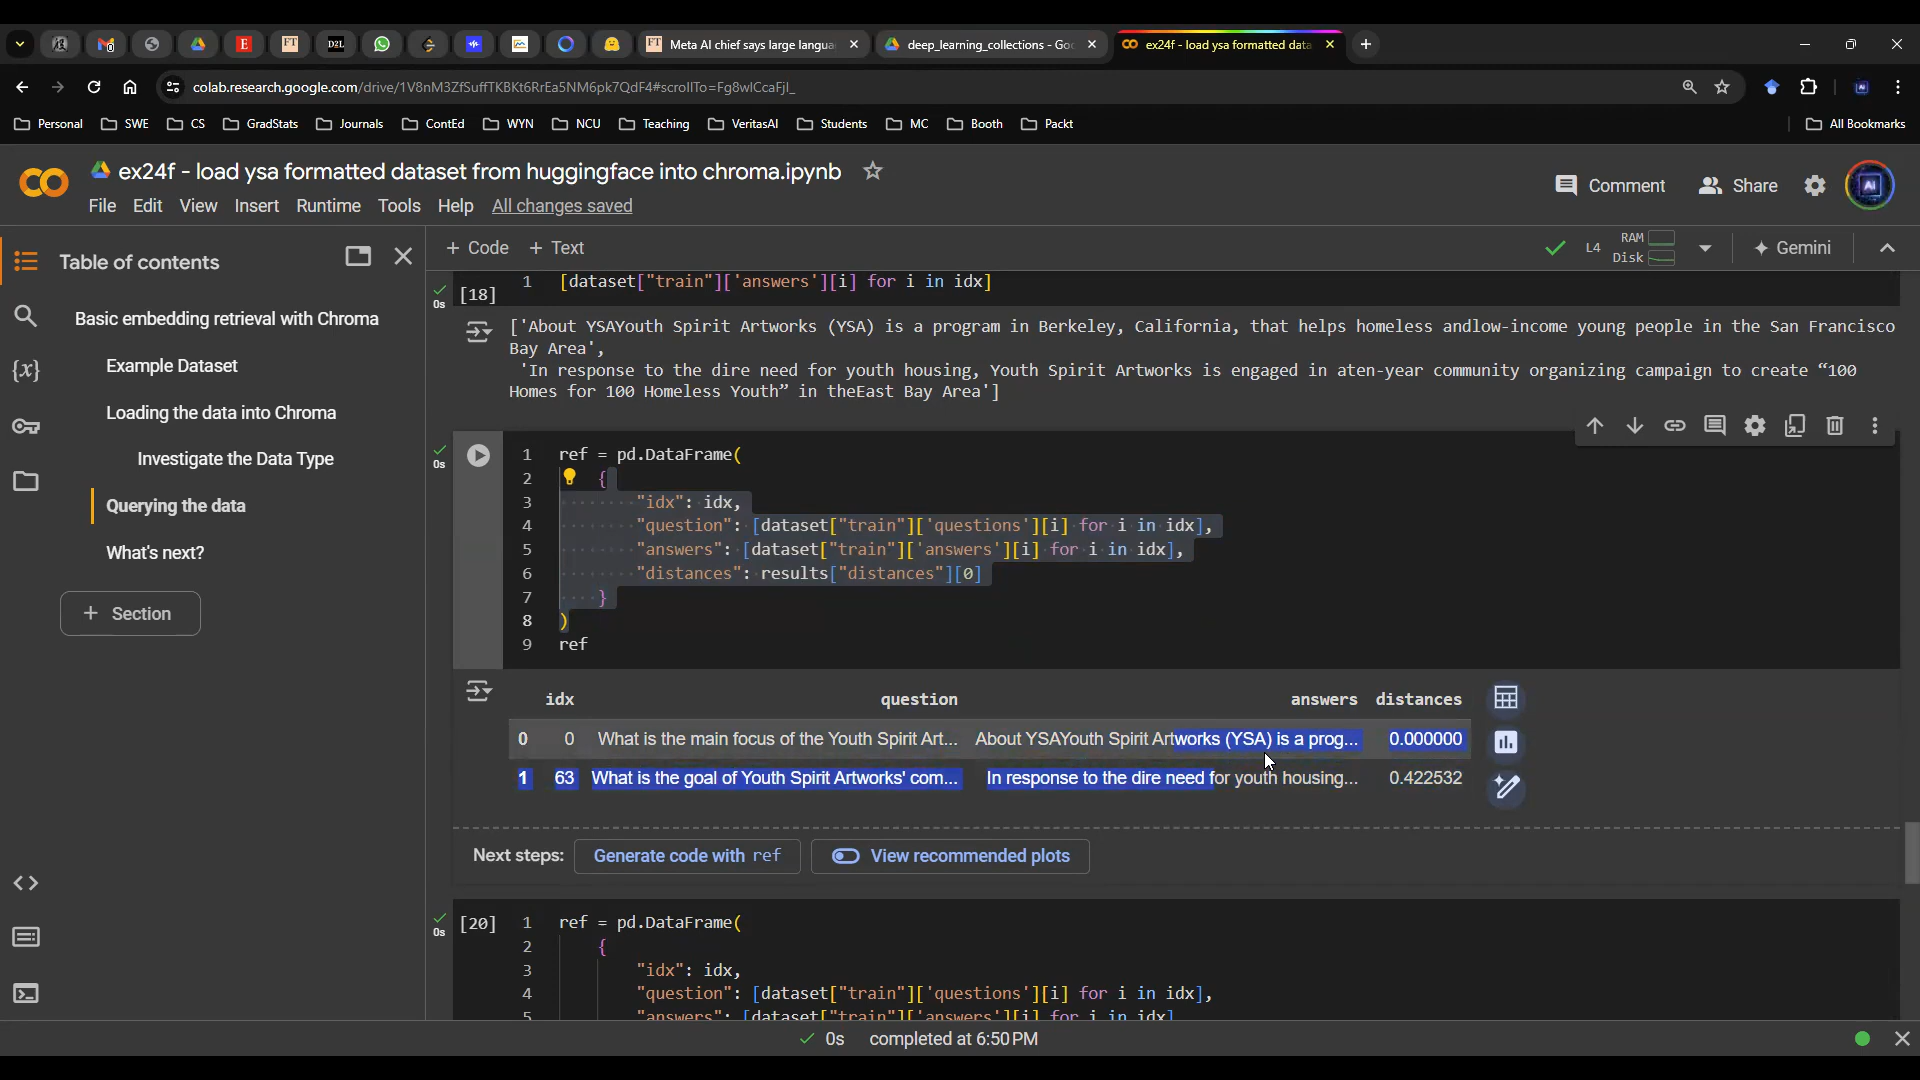 Meta AI chief says large langua
deep_learning_collections - Goo
ex24f - load ysa formatted data
colab.research.google.com/drive/1V8nM3ZfSuffTKBKt6RrEa5NM6pk7QdF4#scrollTo=Fg8wlCcaFjl_
Personal SWE CS GradStats Journals ContEd WYN NCU Teaching VeritasAI Students MC Booth Packt All Bookmarks
ex24f - load ysa formatted dataset from huggingface into chroma.ipynb
Comment Share
File Edit View Insert Runtime Tools Help All changes saved
Table of contents
+ Code + Text
L4 RAM Disk Gemini
Basic embedding retrieval with Chroma
Example Dataset
Loading the data into Chroma
Investigate the Data Type
Querying the data
What's next?
+ Section
0s [18] 1 [dataset["train"]['answers'][i] for i in idx]
['About YSAYouth Spirit Artworks (YSA) is a program in Berkeley, California, that helps homeless andlow-income young people in the San Francisco
Bay Area',
'In response to the dire need for youth housing, Youth Spirit Artworks is engaged in aten-year community organizing campaign to create “100
Homes for 100 Homeless Youth” in theEast Bay Area']
0s
1 ref = pd.DataFrame(
2 {
3 "idx": idx,
4 "question": [dataset["train"]['questions'][i] for i in idx],
5 "answers": [dataset["train"]['answers'][i] for i in idx],
6 "distances": results["distances"][0]
7 }
8 )
9 ref
idx question answers distances
0 0 What is the main focus of the Youth Spirit Art... About YSAYouth Spirit Artworks (YSA) is a prog... 0.000000
1 63 What is the goal of Youth Spirit Artworks' com... In response to the dire need for youth housing... 0.422532
Next steps: Generate code with ref View recommended plots
0s [20] 1 ref = pd.DataFrame(
2 {
3 "idx": idx,
4 "question": [dataset["train"]['questions'][i] for i in idx],
5 "answers": [dataset["train"]['answers'][i] for i in idx],
0s completed at 6:50 PM